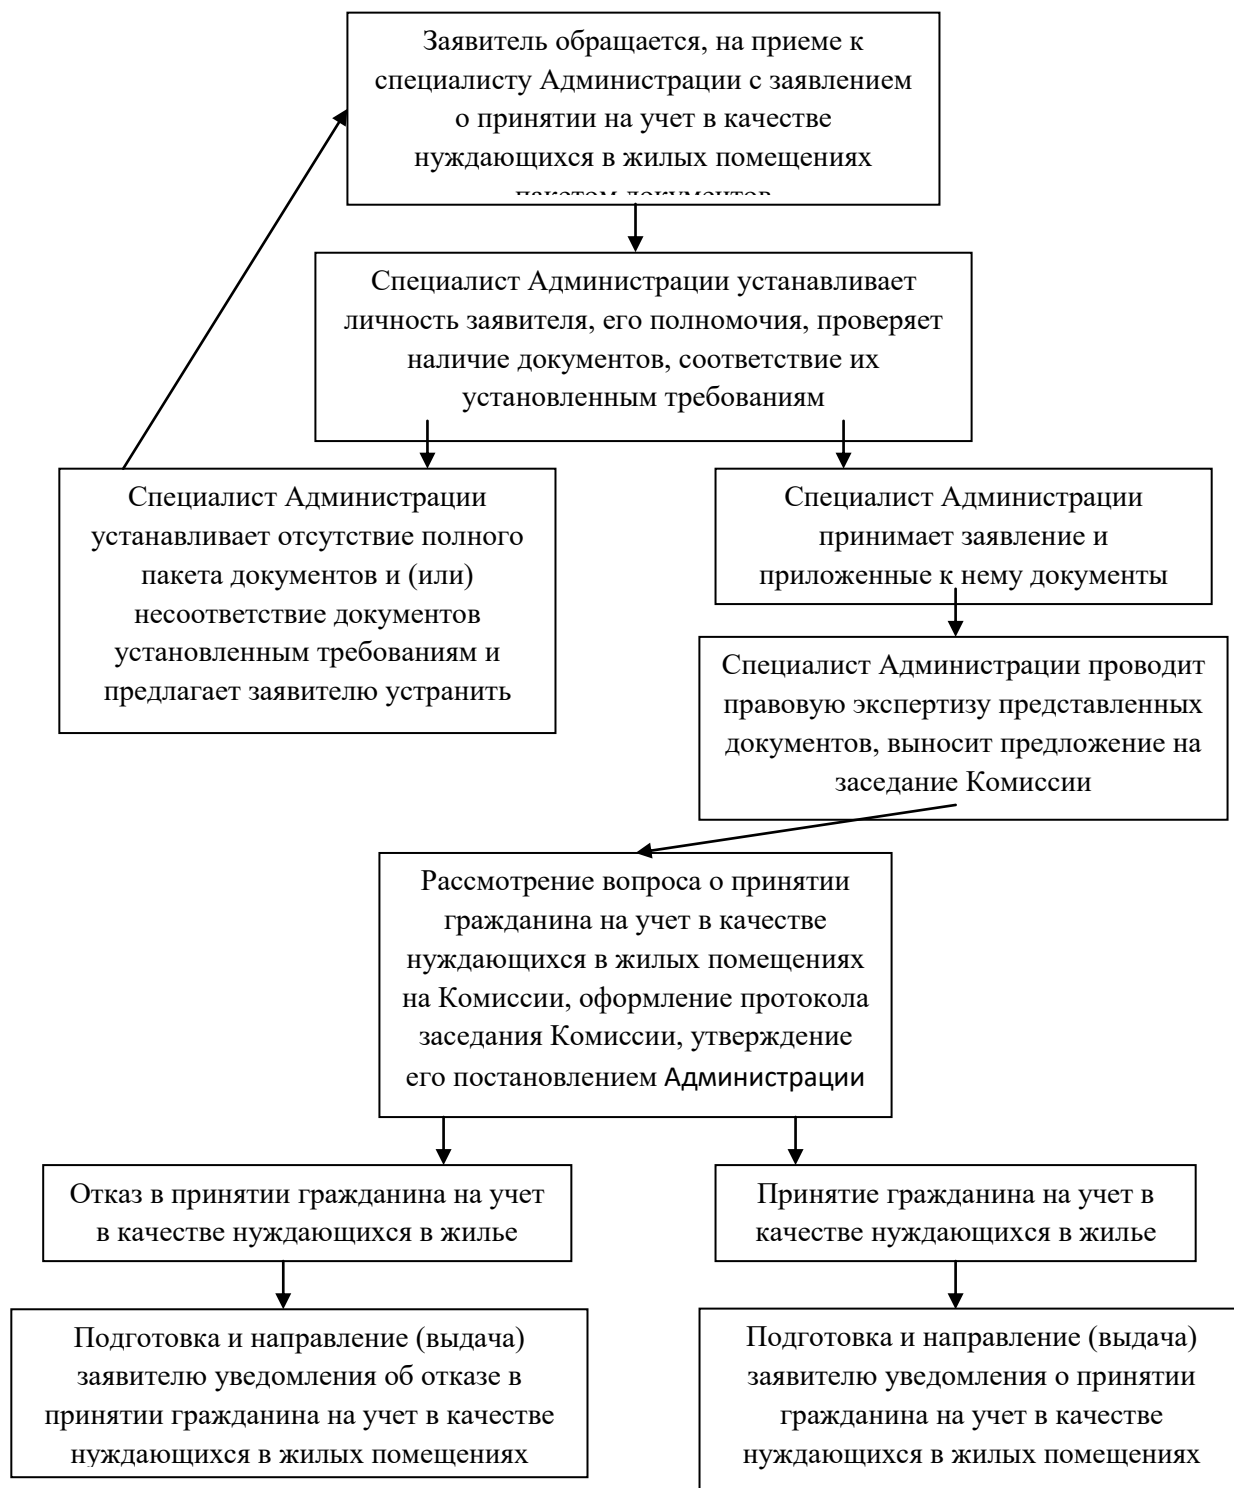 Заявитель обращается, на приеме к
специалисту Администрации с заявлением
о принятии на учет в качестве
нуждающихся в жилых помещениях
пакетом документов
Специалист Администрации устанавливает
личность заявителя, его полномочия, проверяет
наличие документов, соответствие их
установленным требованиям
Специалист Администрации
устанавливает отсутствие полного
пакета документов и (или)
несоответствие документов
установленным требованиям и
предлагает заявителю устранить
Специалист Администрации
принимает заявление и
приложенные к нему документы
Специалист Администрации проводит
правовую экспертизу представленных
документов, выносит предложение на
заседание Комиссии
Рассмотрение вопроса о принятии
гражданина на учет в качестве
нуждающихся в жилых помещениях
на Комиссии, оформление протокола
заседания Комиссии, утверждение
его постановлением Администрации
Отказ в принятии гражданина на учет
в качестве нуждающихся в жилье
Принятие гражданина на учет в
качестве нуждающихся в жилье
Подготовка и направление (выдача)
заявителю уведомления об отказе в
принятии гражданина на учет в качестве
нуждающихся в жилых помещениях
Подготовка и направление (выдача)
заявителю уведомления о принятии
гражданина на учет в качестве
нуждающихся в жилых помещениях